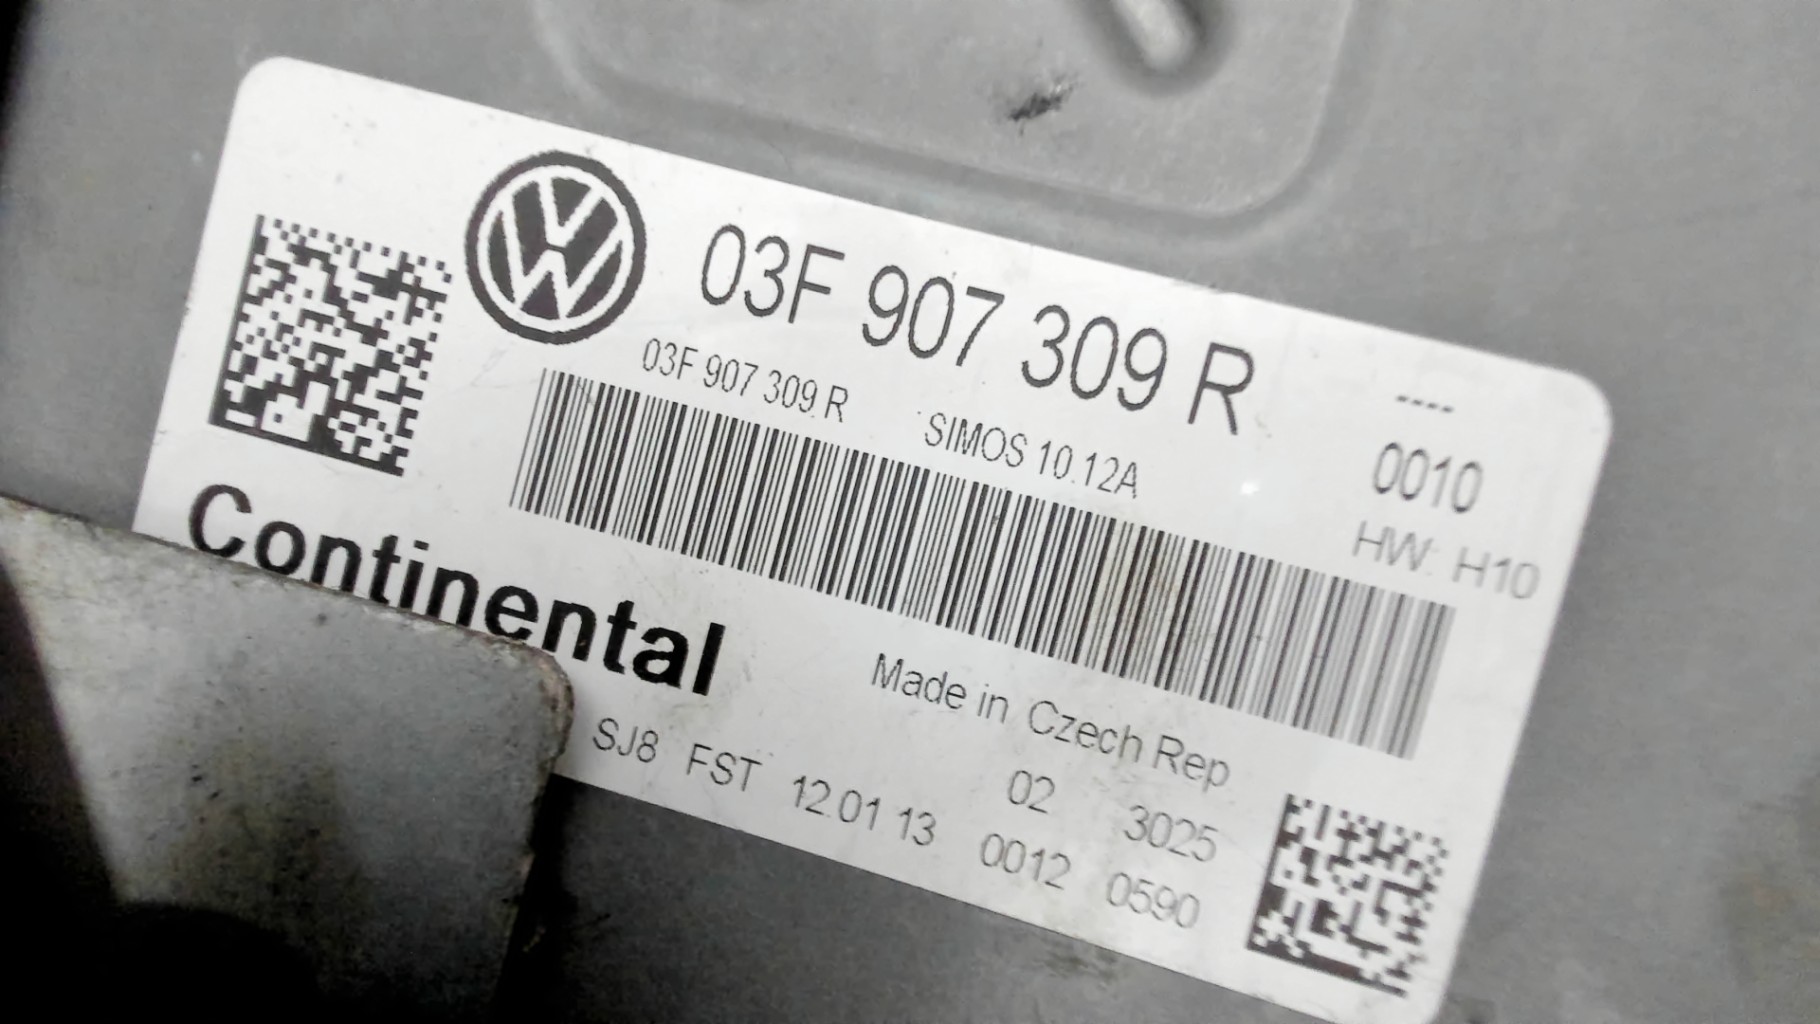 03F 907 309 R
03F 907 309 R SIMOS 10.12A
----
0010
HW: H10
Continental
Made in Czech Rep
02 3025
SJ8 FST 12.01 13 0012 0590